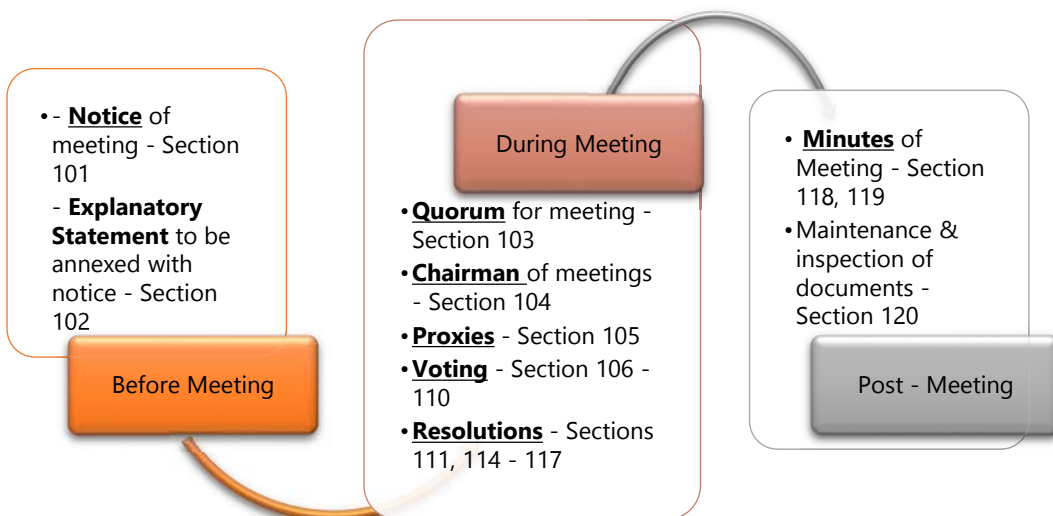 • - Notice of
meeting - Section
101
- Explanatory
Statement to be
annexed with
notice - Section
102
Before Meeting
During Meeting
• Quorum for meeting -
Section 103
• Chairman of meetings
- Section 104
• Proxies - Section 105
• Voting - Section 106 -
110
• Resolutions - Sections
111, 114 - 117
• Minutes of
Meeting - Section
118, 119
• Maintenance &
inspection of
documents -
Section 120
Post - Meeting